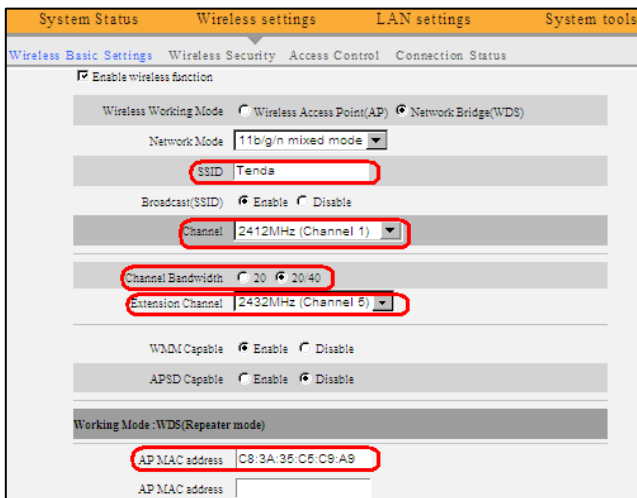 System Status Wireless settings LAN settings System tools
Wireless Basic Settings Wireless Security Access Control Connection Status
Enable wireless function
Wireless Working Mode Wireless Access Point(AP) Network Bridge(WDS)
Network Mode 11b/g/n mixed mode
SSID Tenda
Broadcast(SSID) Enable Disable
Channel 2412MHz (Channel 1)
Channel Bandwidth 20 20/40
Extension Channel 2432MHz (Channel 5)
WMM Capable Enable Disable
APSD Capable Enable Disable
Working Mode :WDS(Repeater mode)
AP MAC address C8:3A:35:C5:C9:A9
AP MAC address